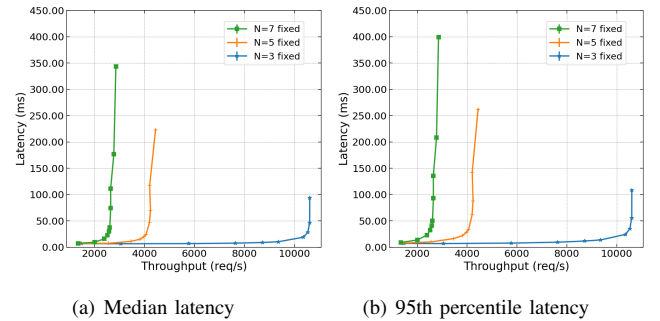 450.00
400.00
350.00
300.00
250.00
200.00
150.00
100.00
50.00
0.00
Latency (ms)
N=7 fixed
N=5 fixed
N=3 fixed
2000 4000 6000 8000 10000
Throughput (req/s)
(a) Median latency
450.00
400.00
350.00
300.00
250.00
200.00
150.00
100.00
50.00
0.00
Latency (ms)
N=7 fixed
N=5 fixed
N=3 fixed
2000 4000 6000 8000 10000
Throughput (req/s)
(b) 95th percentile latency